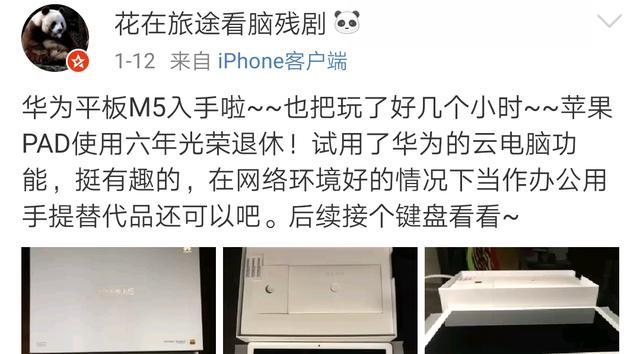 花在旅途看脑残剧🐼
1-12 来自 iPhone客户端
华为平板M5入手啦~~也把玩了好几个小时~~苹果
PAD使用六年光荣退休！试用了华为的云电脑功
能，挺有趣的，在网络环境好的情况下当作办公用
手提替代品还可以吧。后续接个键盘看看~